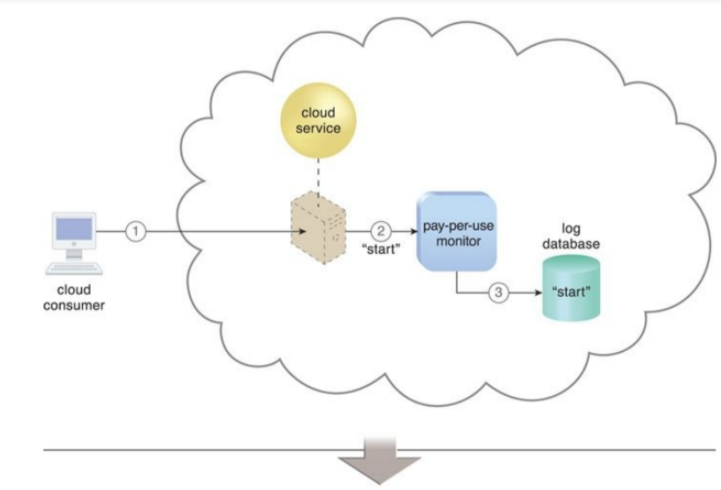 cloud
service
1
2
"start"
pay-per-use
monitor
log
database
3
"start"
cloud
consumer